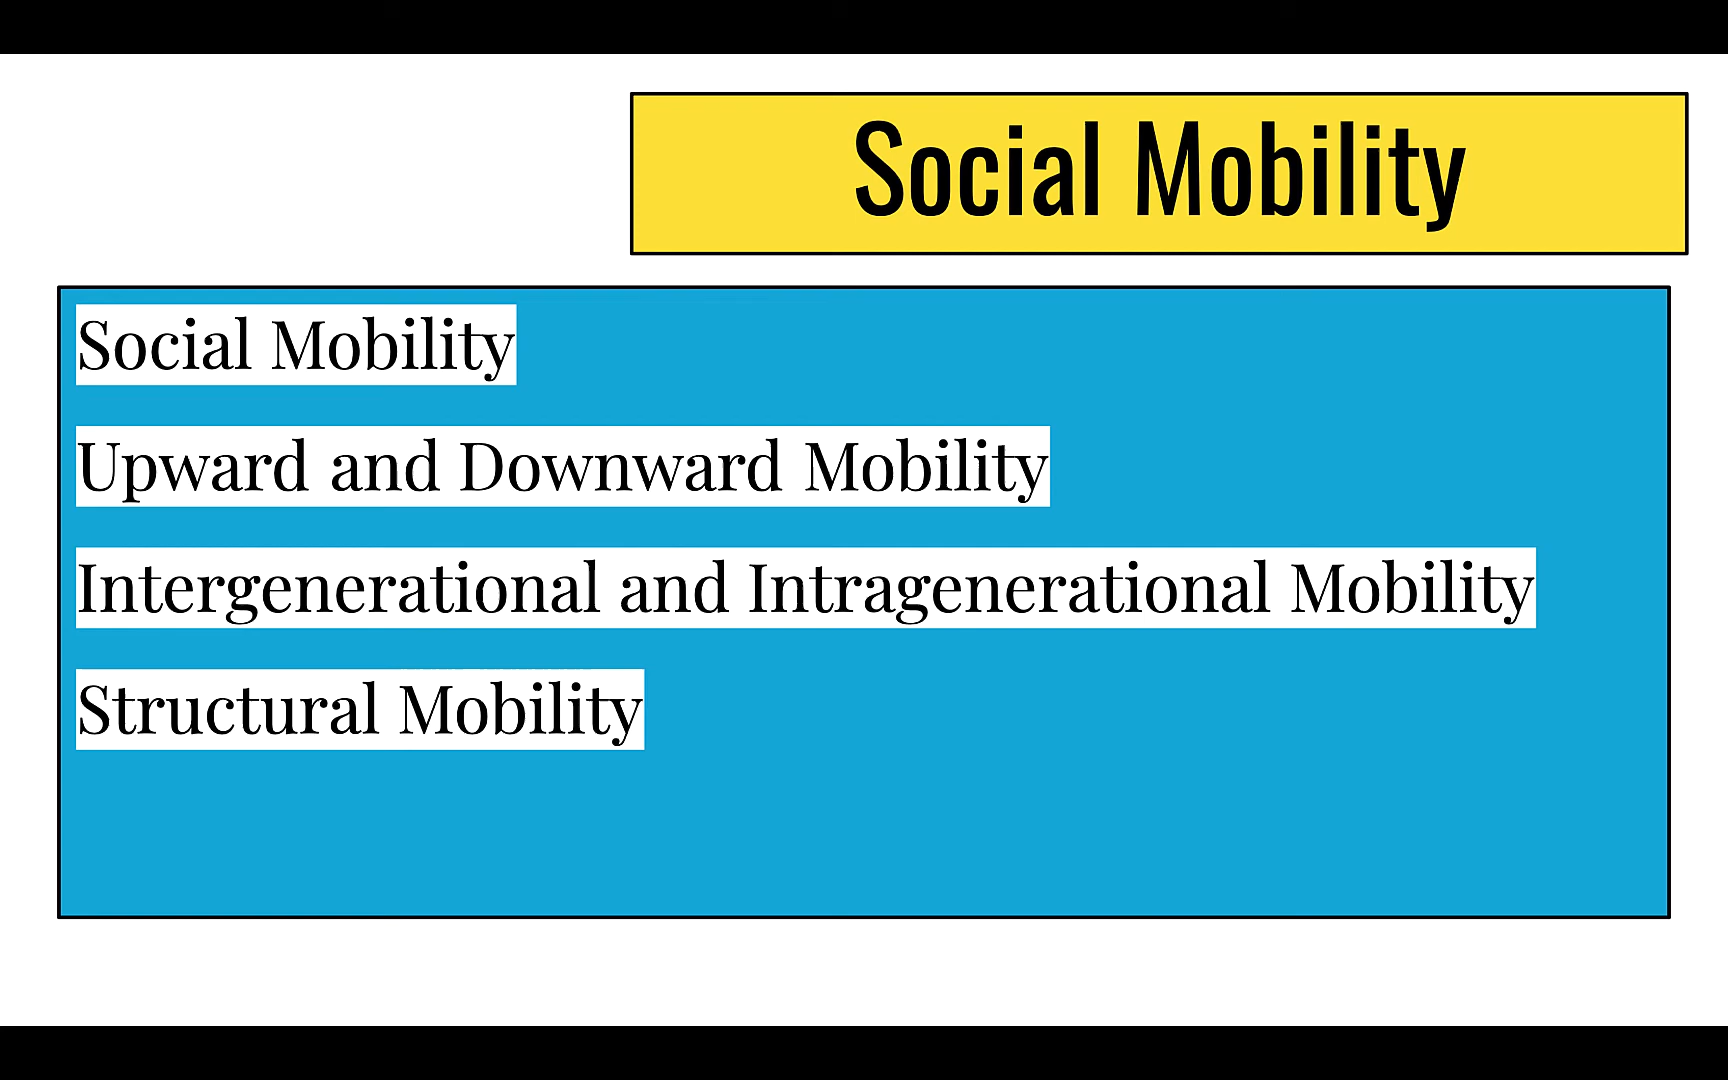 Social Mobility
Social Mobility
Upward and Downward Mobility
Intergenerational and Intragenerational Mobility
Structural Mobility